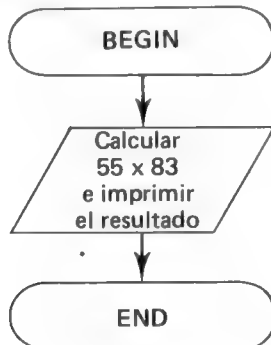 BEGIN
Calcular
55 x 83
e imprimir
el resultado
END